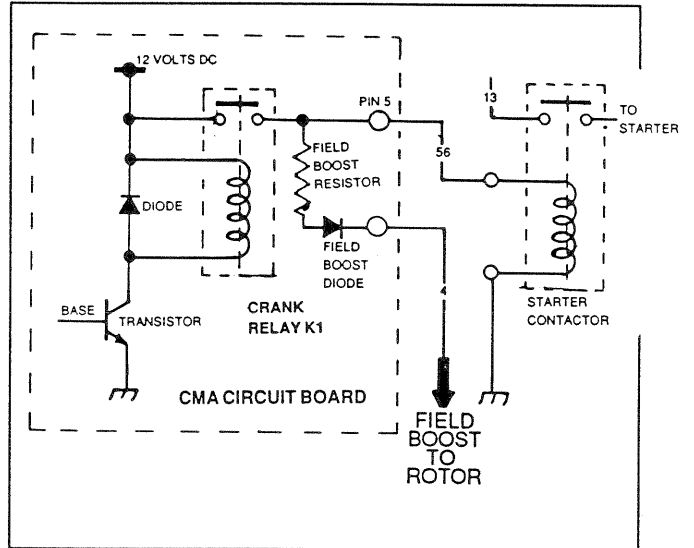 12 VOLTS DC
PIN 5
13
TO
STARTER
FIELD
BOOST
RESISTOR
56
DIODE
FIELD
BOOST
DIODE
4
BASE
TRANSISTOR
CRANK
RELAY K1
STARTER
CONTACTOR
CMA CIRCUIT BOARD
FIELD
BOOST
TO
ROTOR